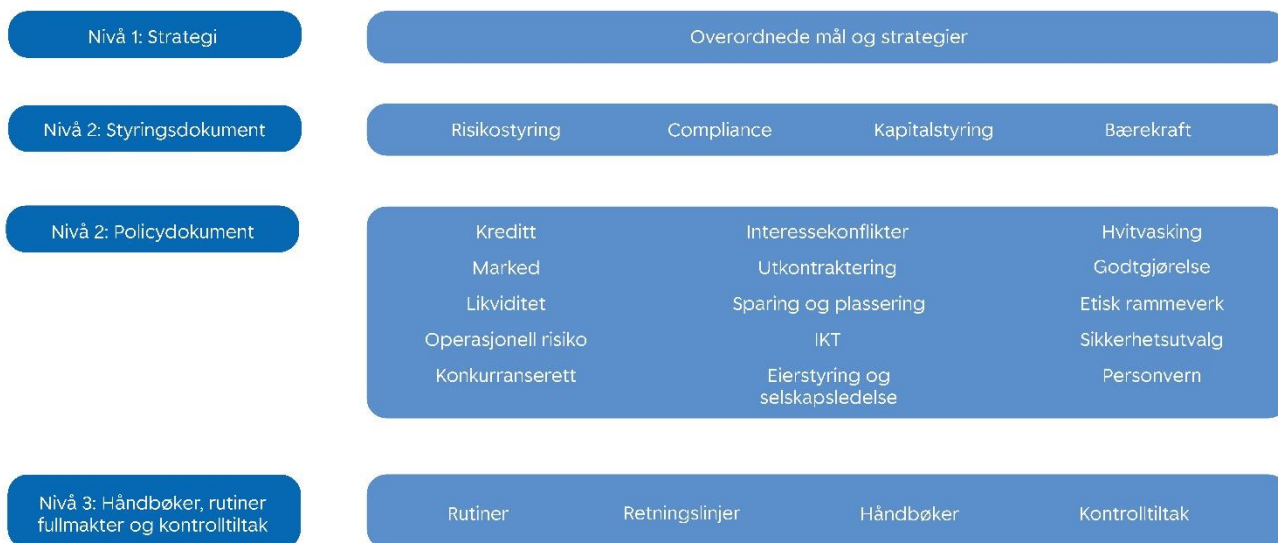 Nivå 1: Strategi
Overordnede mål og strategier
Nivå 2: Styringsdokument
Risikostyring Compliance Kapitalstyring Bærekraft
Nivå 2: Policydokument
Kreditt Interessekonflikter Hvitvasking
Marked Utkontraktering Godtgjørelse
Likviditet Sparing og plassering Etisk rammeverk
Operasjonell risiko IKT Sikkerhetsutvalg
Konkurranserett Eierstyring og Personvern
selskapsledelse
Nivå 3: Håndbøker, rutiner
fullmakter og kontrolltiltak
Rutiner Retningslinjer Håndbøker Kontrolltiltak